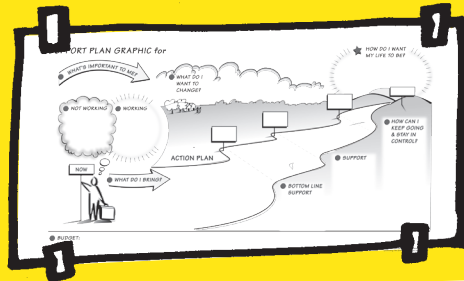 PORT PLAN GRAPHIC for
WHAT'S IMPORTANT TO ME?
WHAT DO I
WANT TO
CHANGE?
HOW DO I WANT
MY LIFE TO BE?
NOT WORKING
WORKING
HOW CAN I
KEEP GOING
& STAY IN
CONTROL?
ACTION PLAN
SUPPORT
NOW
WHAT DO I BRING?
BOTTOM LINE
SUPPORT
BUDGET: